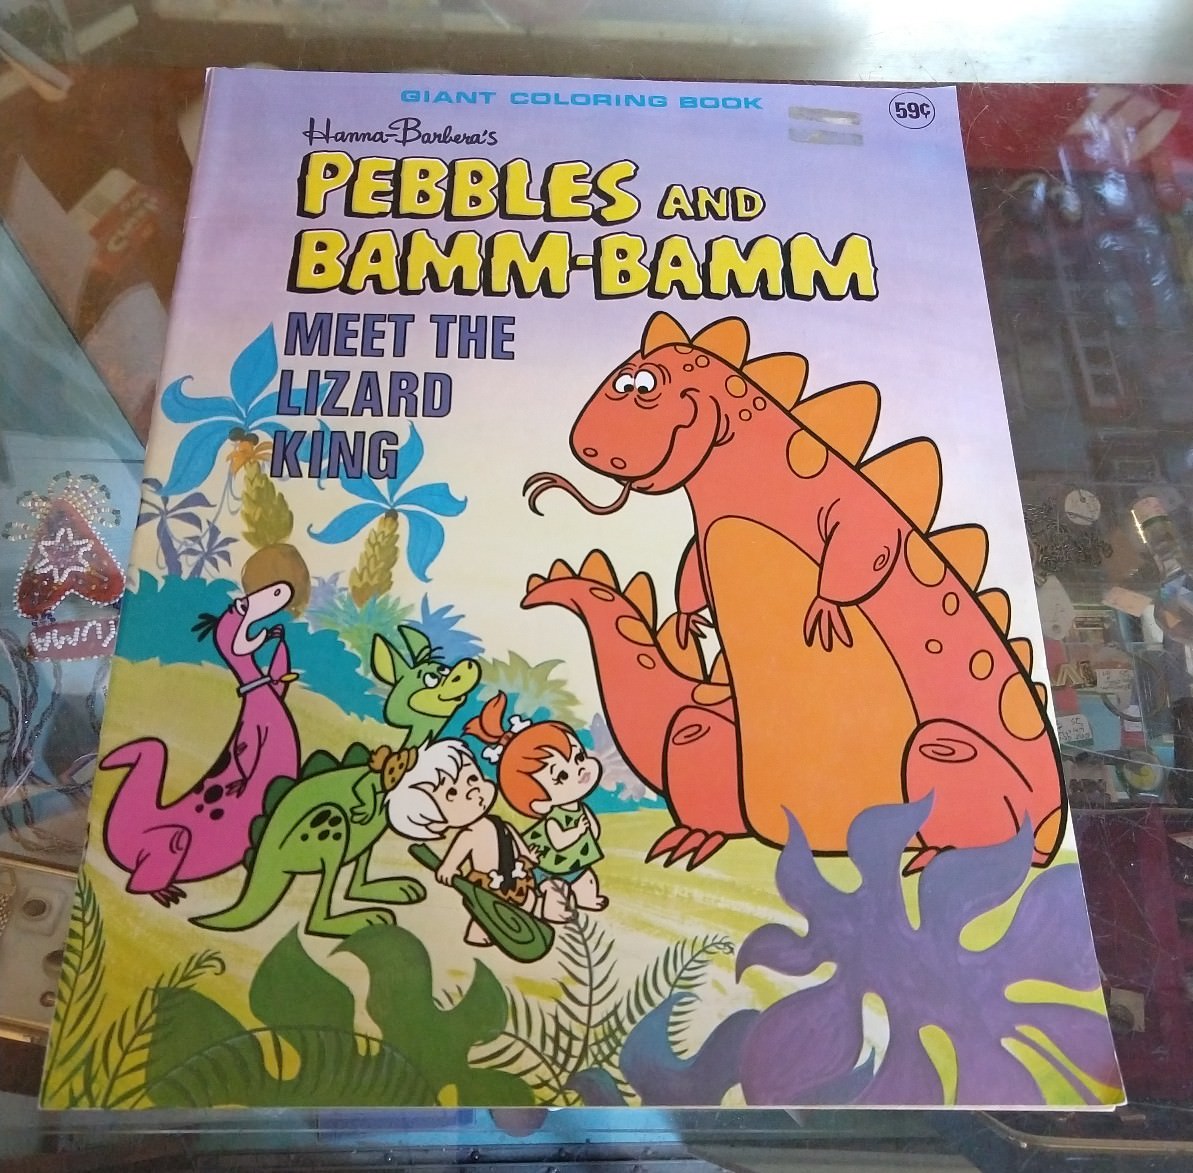 GIANT COLORING BOOK
59¢
Hanna-Barbera's
PEBBLES AND
BAMM-BAMM
MEET THE
LIZARD
KING